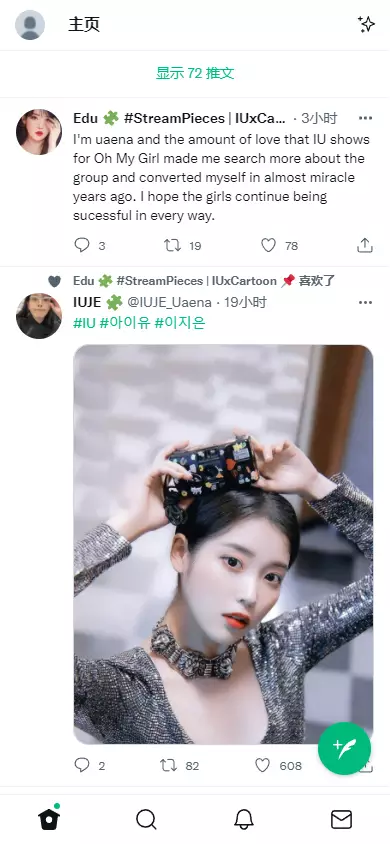 主页
显示 72 推文
Edu 🧩 #StreamPieces | IUxCa... · 3小时
I'm uaena and the amount of love that IU shows
for Oh My Girl made me search more about the
group and converted myself in almost miracle
years ago. I hope the girls continue being
sucessful in every way.
3 19 78
Edu 🧩 #StreamPieces | IUxCartoon 📌 喜欢了
IUJE 🧩 @IUJE_Uaena · 19小时
#IU #아이유 #이지은
2 82 608